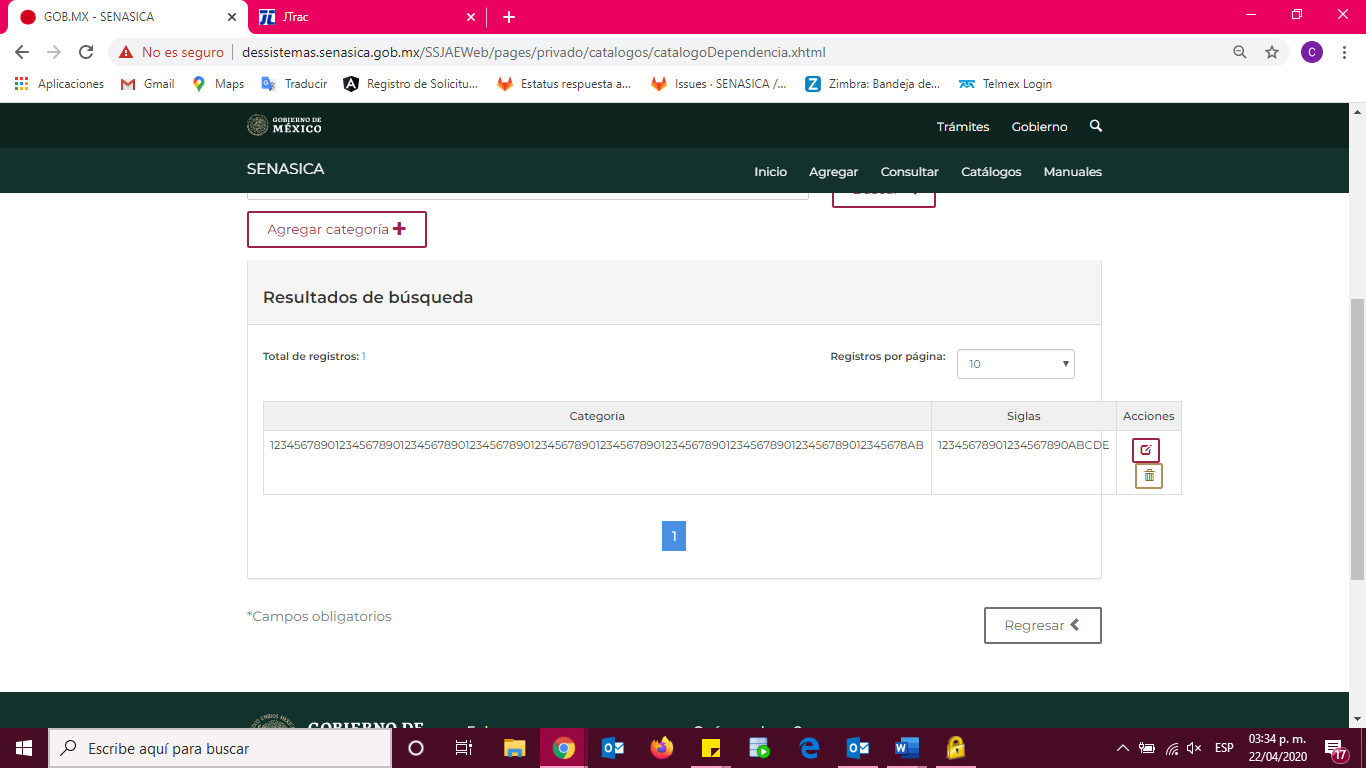 GOB.MX - SENASICA
JTrac
No es seguro
dessistemas.senasica.gob.mx/SSJAEWeb/pages/privado/catalogos/catalogoDependencia.xhtml
C
Aplicaciones
Gmail
Maps
Traducir
Registro de Solicitu...
Estatus respuesta a...
Issues · SENASICA /...
Zimbra: Bandeja de...
Telmex Login
GOBIERNO DE
MÉXICO
Trámites
Gobierno
SENASICA
Inicio
Agregar
Consultar
Catálogos
Manuales
Agregar categoría
Resultados de búsqueda
Total de registros: 1
Registros por página:
10
Categoría
Siglas
Acciones
12345678901234567890ABCDE
1
*Campos obligatorios
Regresar
GOBIERNO DE
Escribe aquí para buscar
ESP
03:34 p. m.
22/04/2020
17